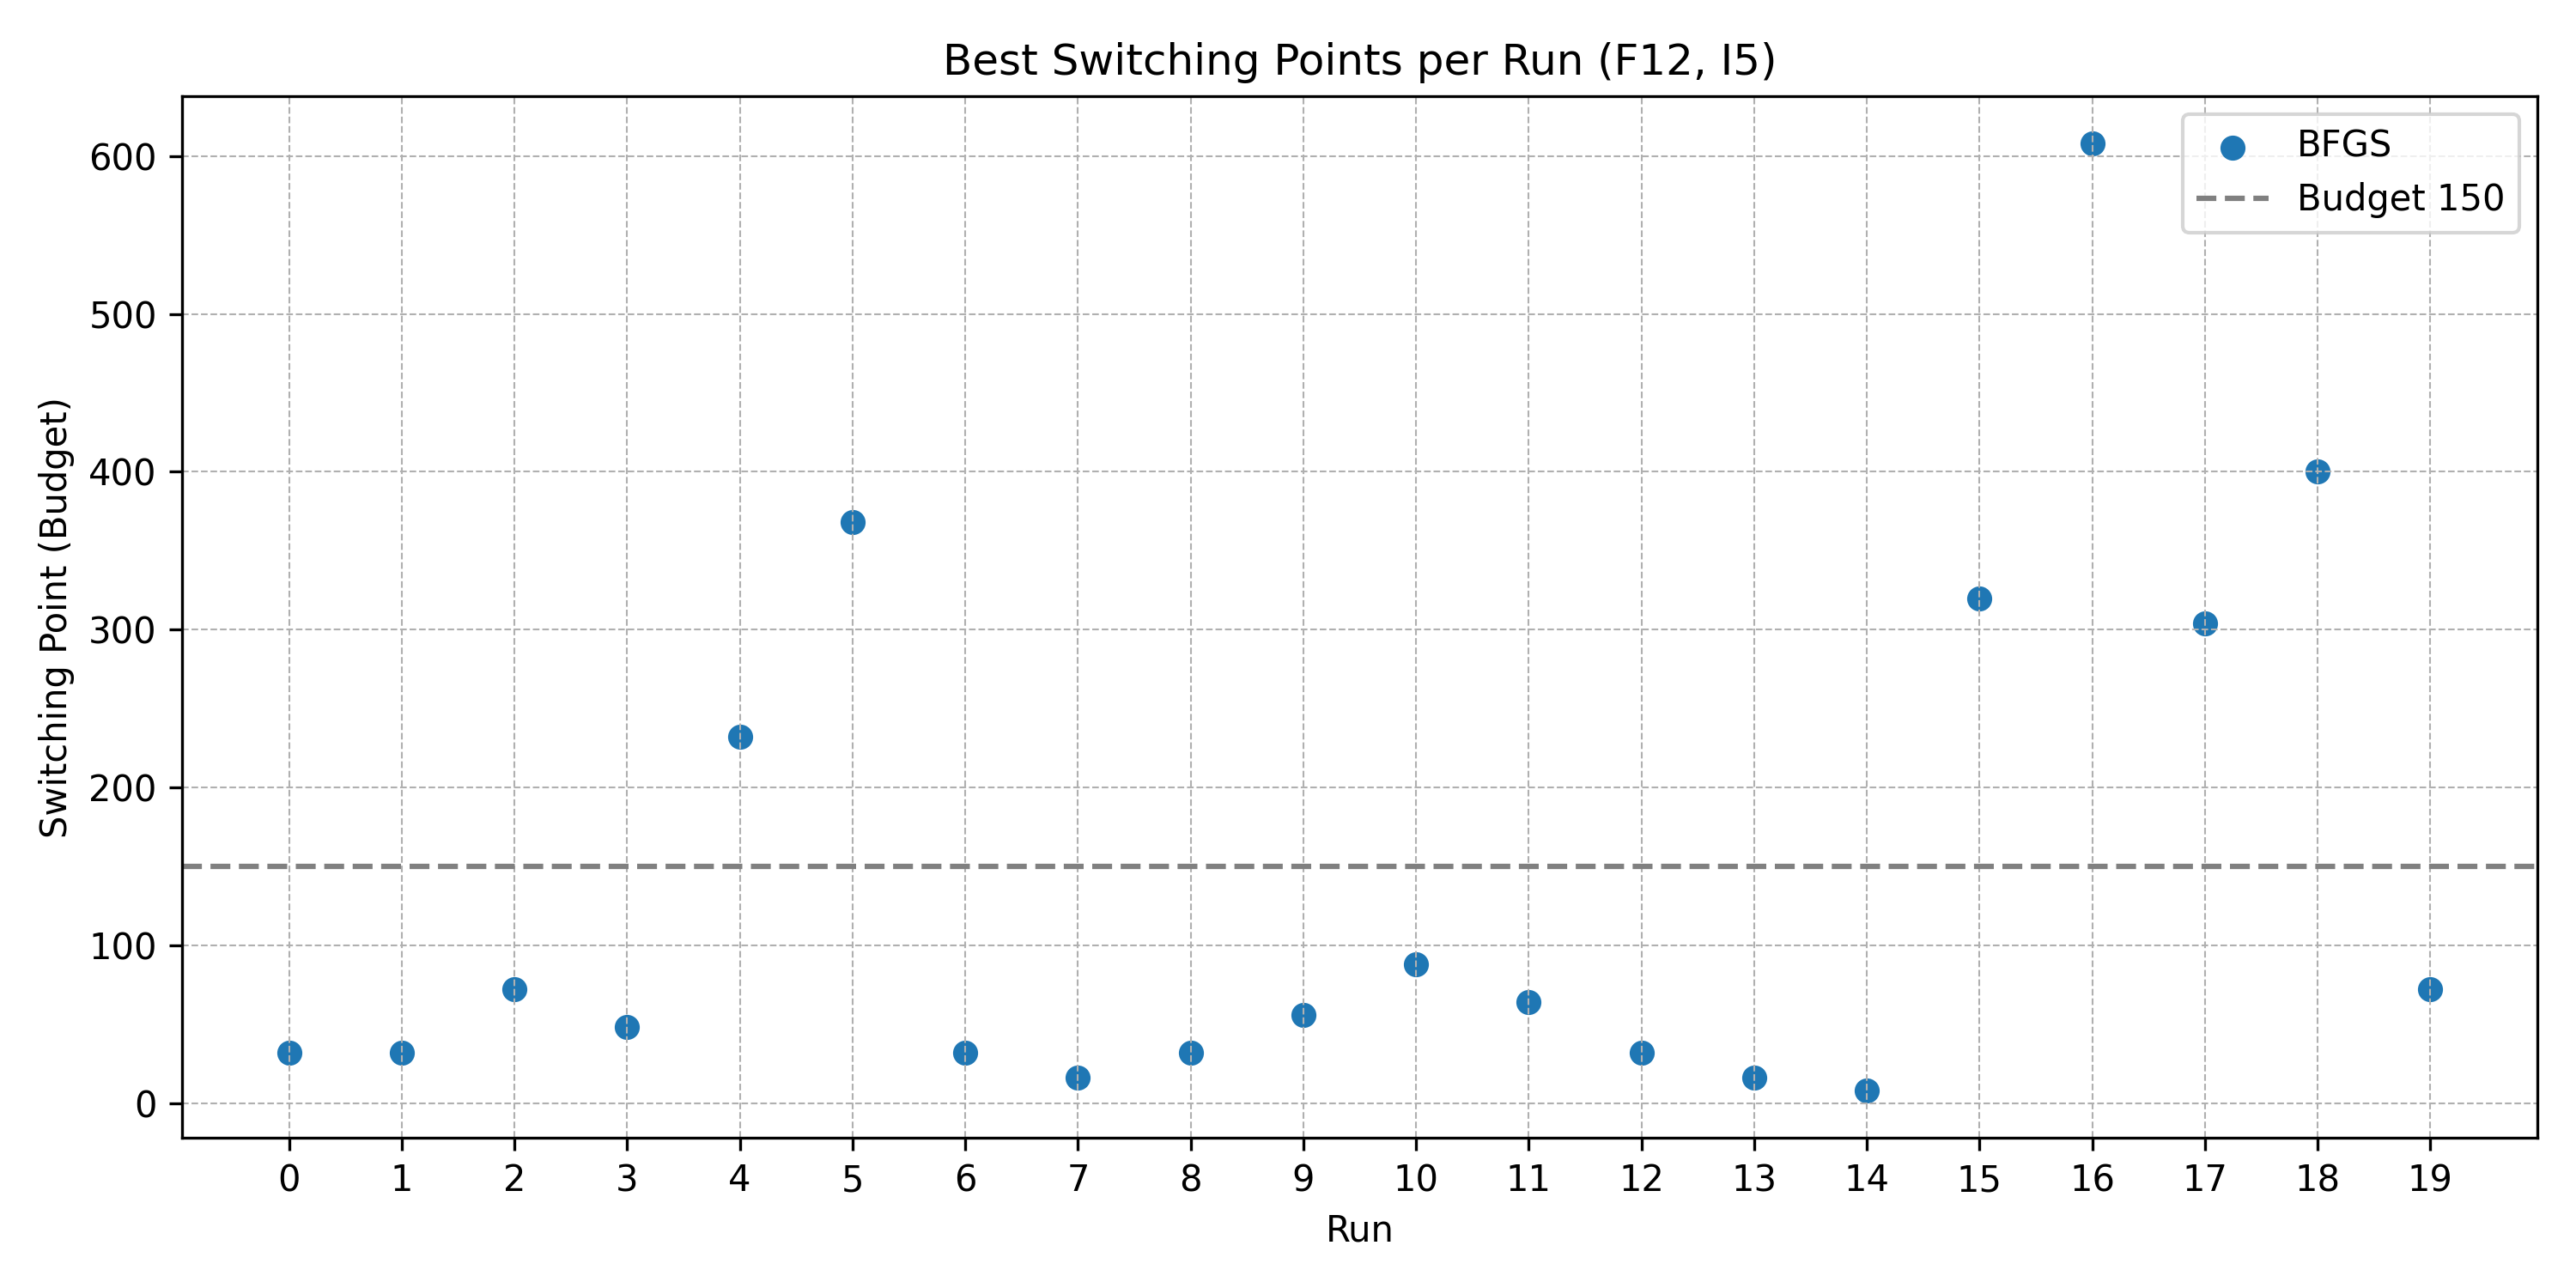 Best Switching Points per Run (F12, I5)
BFGS
Budget 150
Switching Point (Budget)
600
500
400
300
200
100
0
0 1 2 3 4 5 6 7 8 9 10 11 12 13 14 15 16 17 18 19
Run